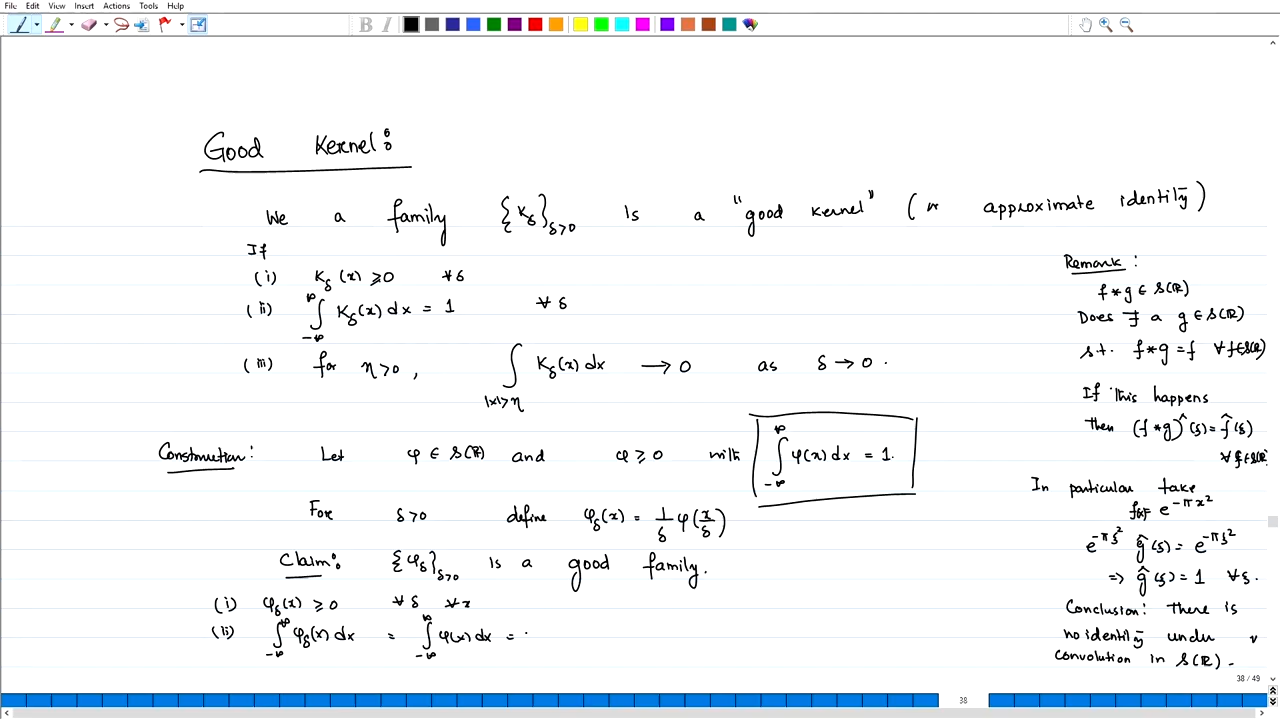 File Edit View Insert Actions Tools Help
B I
Good Kernel:
We a family {K_δ}_{δ>0} is a "good kernel" (or approximate identity)
If
(i) K_δ(x) ≥ 0 ∀ δ
(ii) ∫_{-∞}^{∞} K_δ(x) dx = 1 ∀ δ
(iii) for η>0, ∫_{|x|>η} K_δ(x) dx → 0 as δ → 0.
Construction: Let φ ∈ S(ℝ) and φ ≥ 0 with ∫_{-∞}^{∞} φ(x) dx = 1.
For δ>0 define φ_δ(x) = 1/δ φ(x/δ)
Claim: {φ_δ}_{δ>0} is a good family.
(i) φ_δ(x) ≥ 0 ∀ δ ∀ x
(ii) ∫_{-∞}^{∞} φ_δ(x) dx = ∫_{-∞}^{∞} φ(x) dx =
Remark:
f * g ∈ S(ℝ)
Does ∃ a g ∈ S(ℝ)
s.t. f * g = f ∀ f ∈ S(ℝ)
If this happens
then (f * g)^(ξ) = f̂(ξ)
∀ f ∈ S(ℝ)
In particular take
f(x) = e^{-πx²}
e^{-πξ²} ĝ(ξ) = e^{-πξ²}
⇒ ĝ(ξ) = 1 ∀ ξ.
Conclusion: there is
no identity under
convolution in S(ℝ).
38 / 49
38